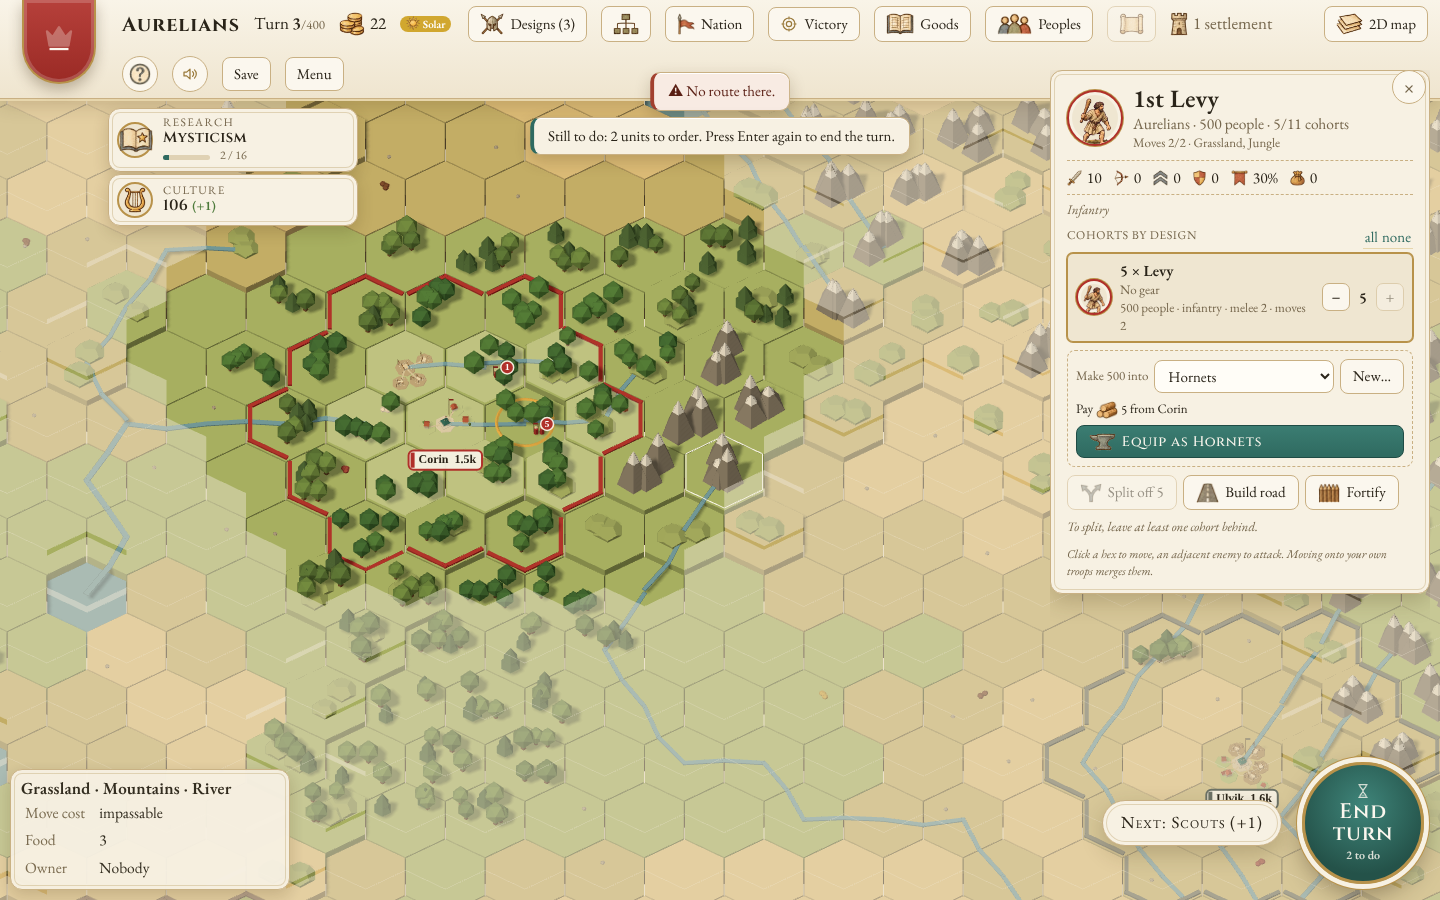 AURELIANS
Turn 3/400
22
Solar
Designs (3)
Nation
Victory
Goods
Peoples
1 settlement
2D map
?
Save
Menu
No route there.
Still to do: 2 units to order. Press Enter again to end the turn.
RESEARCH
MYSTICISM
2 / 16
CULTURE
106 (+1)
1st Levy
Aurelians · 500 people · 5/11 cohorts
Moves 2/2 · Grassland, Jungle
10 0 0 0 30% 0
Infantry
COHORTS BY DESIGN
all none
5 × Levy
No gear
500 people · infantry · melee 2 · moves
2
− 5 +
Make 500 into
Hornets
New...
Pay 5 from Corin
EQUIP AS HORNETS
Split off 5
Build road
Fortify
To split, leave at least one cohort behind.
Click a hex to move, an adjacent enemy to attack. Moving onto your own
troops merges them.
1
5
Corin 1.5k
Ulvik 1.6k
Grassland · Mountains · River
Move cost impassable
Food 3
Owner Nobody
NEXT: SCOUTS (+1)
END
TURN
2 to do